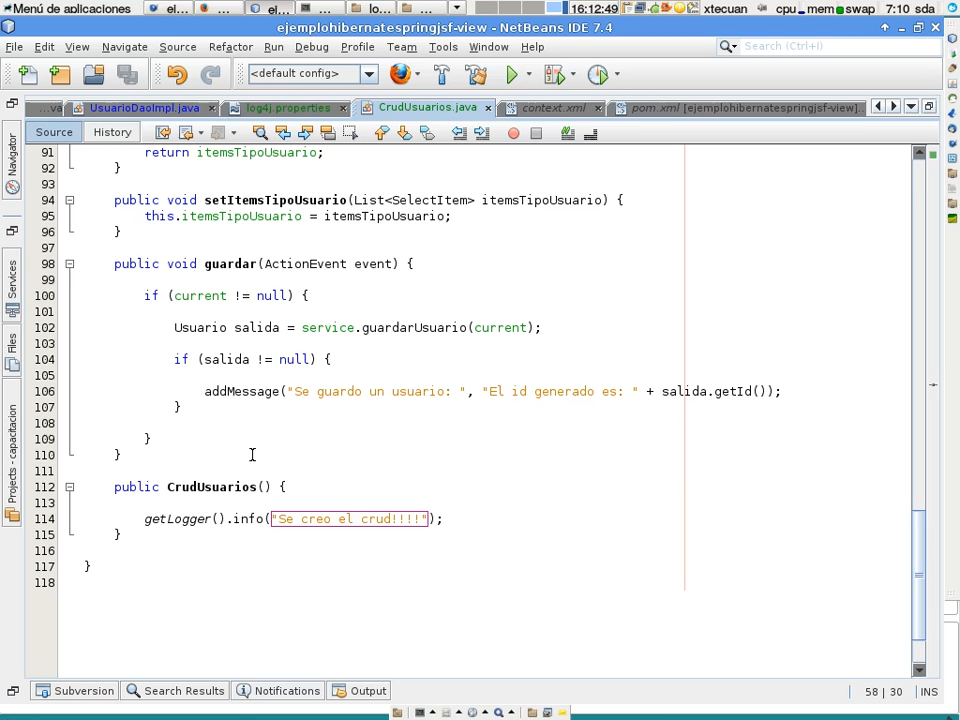 Menú de aplicaciones el... el... lo... 16:12:49 xtecuan cpu mem swap 7:10 sda
ejemplohibernatespringjsf-view - NetBeans IDE 7.4
File Edit View Navigate Source Refactor Run Debug Profile Team Tools Window Help Search (Ctrl+I)
<default config>
...va UsuarioDaoImpl.java log4j.properties CrudUsuarios.java context.xml pom.xml [ejemplohibernatespringjsf-view]
Source History
Navigator
Services
Files
Projects - capacitacion
91 return itemsTipoUsuario;
92 }
93
94 public void setItemsTipoUsuario(List<SelectItem> itemsTipoUsuario) {
95 this.itemsTipoUsuario = itemsTipoUsuario;
96 }
97
98 public void guardar(ActionEvent event) {
99
100 if (current != null) {
101
102 Usuario salida = service.guardarUsuario(current);
103
104 if (salida != null) {
105
106 addMessage("Se guardo un usuario: ", "El id generado es: " + salida.getId());
107 }
108
109 }
110 }
111
112 public CrudUsuarios() {
113
114 getLogger().info("Se creo el crud!!!!");
115 }
116
117 }
118
Subversion Search Results Notifications Output 58 | 30 INS